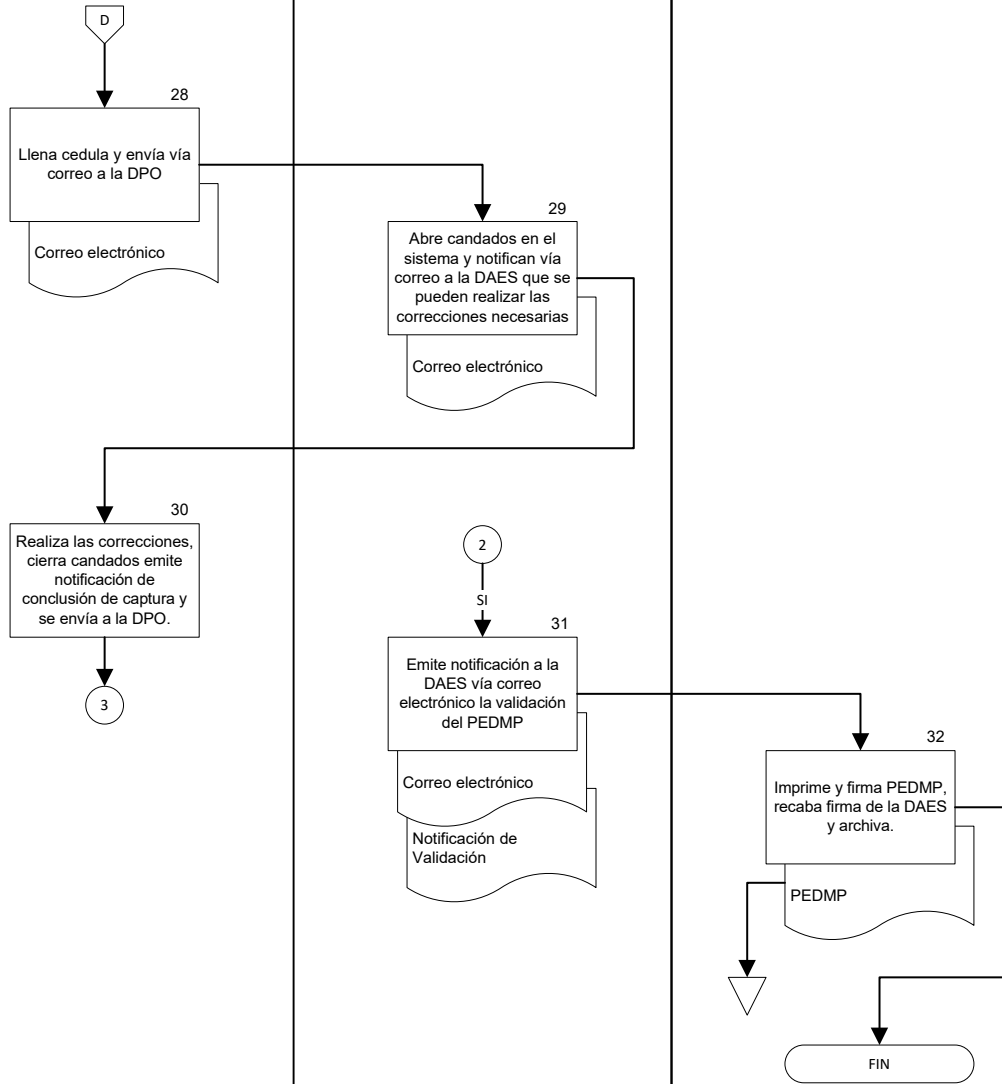 D
28
Llena cedula y envía vía
correo a la DPO
Correo electrónico
29
Abre candados en el
sistema y notifican vía
correo a la DAES que se
pueden realizar las
correcciones necesarias
Correo electrónico
30
Realiza las correcciones,
cierra candados emite
notificación de
conclusión de captura y
se envía a la DPO.
3
2
SI
31
Emite notificación a la
DAES vía correo
electrónico la validación
del PEDMP
Correo electrónico
Notificación de
Validación
32
Imprime y firma PEDMP,
recaba firma de la DAES
y archiva.
PEDMP
FIN